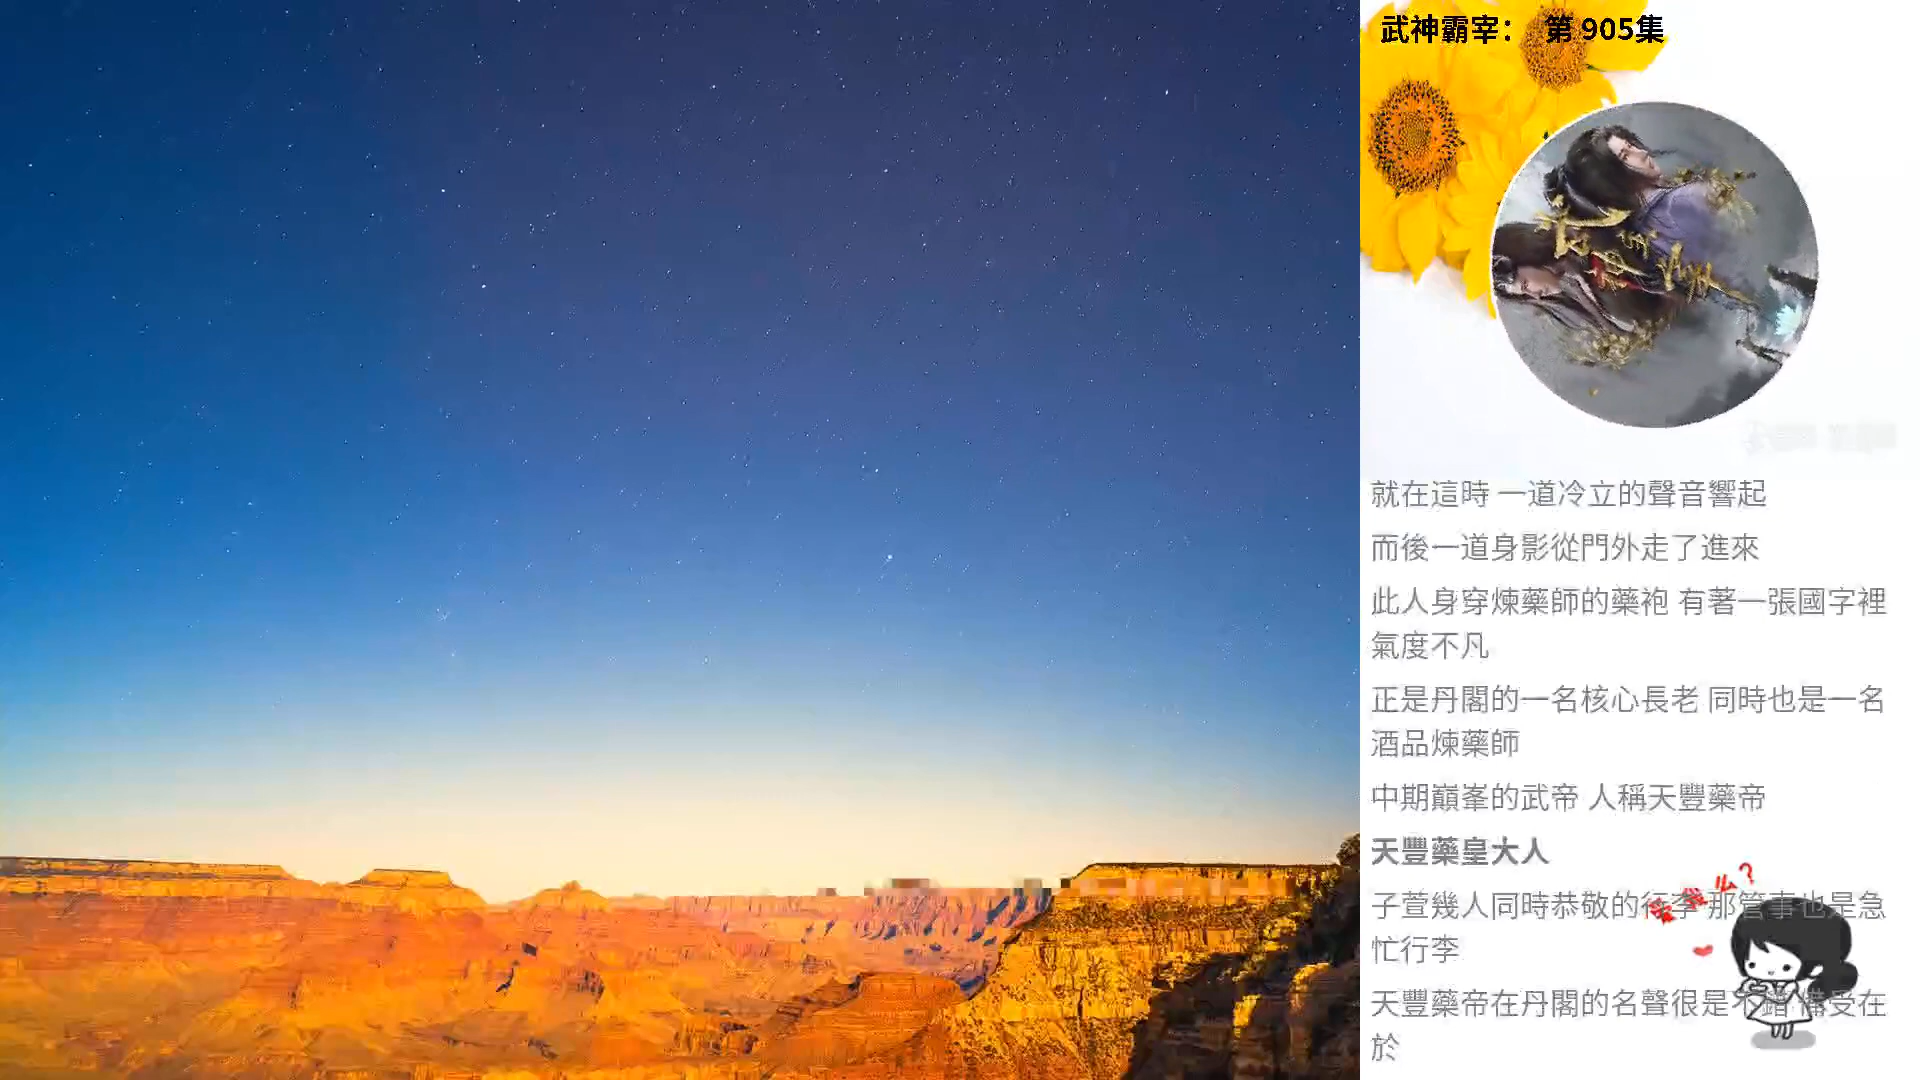 武神霸宰： 第 905集
就在這時 一道冷立的聲音響起
而後一道身影從門外走了進來
此人身穿煉藥師的藥袍 有著一張國字裡
氣度不凡
正是丹閣的一名核心長老 同時也是一名
酒品煉藥師
中期巔峯的武帝 人稱天豐藥帝
天豐藥皇大人
子萱幾人同時恭敬的行李 那管事也是急
忙行李
天豐藥帝在丹閣的名聲很是不錯 備受在
於